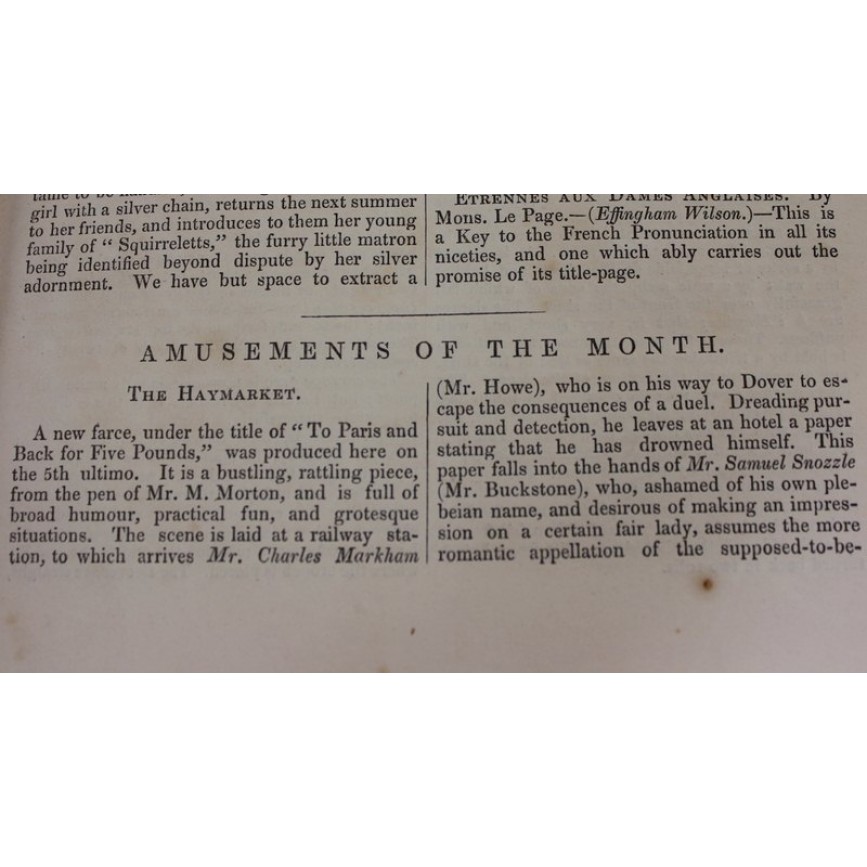 girl with a silver chain, returns the next summer
to her friends, and introduces to them her young
family of “ Squirreletts,” the furry little matron
being identified beyond dispute by her silver
adornment. We have but space to extract a
ETRENNES AUX DAMES ANGLAISES. By
Mons. Le Page.—(Effingham Wilson.)—This is
a Key to the French Pronunciation in all its
niceties, and one which ably carries out the
promise of its title-page.
AMUSEMENTS OF THE MONTH.
THE HAYMARKET.
A new farce, under the title of “ To Paris and
Back for Five Pounds,” was produced here on
the 5th ultimo. It is a bustling, rattling piece,
from the pen of Mr. M. Morton, and is full of
broad humour, practical fun, and grotesque
situations. The scene is laid at a railway sta-
tion, to which arrives Mr. Charles Markham
(Mr. Howe), who is on his way to Dover to es-
cape the consequences of a duel. Dreading pur-
suit and detection, he leaves at an hotel a paper
stating that he has drowned himself. This
paper falls into the hands of Mr. Samuel Snozzle
(Mr. Buckstone), who, ashamed of his own ple-
beian name, and desirous of making an impres-
sion on a certain fair lady, assumes the more
romantic appellation of the supposed-to-be-